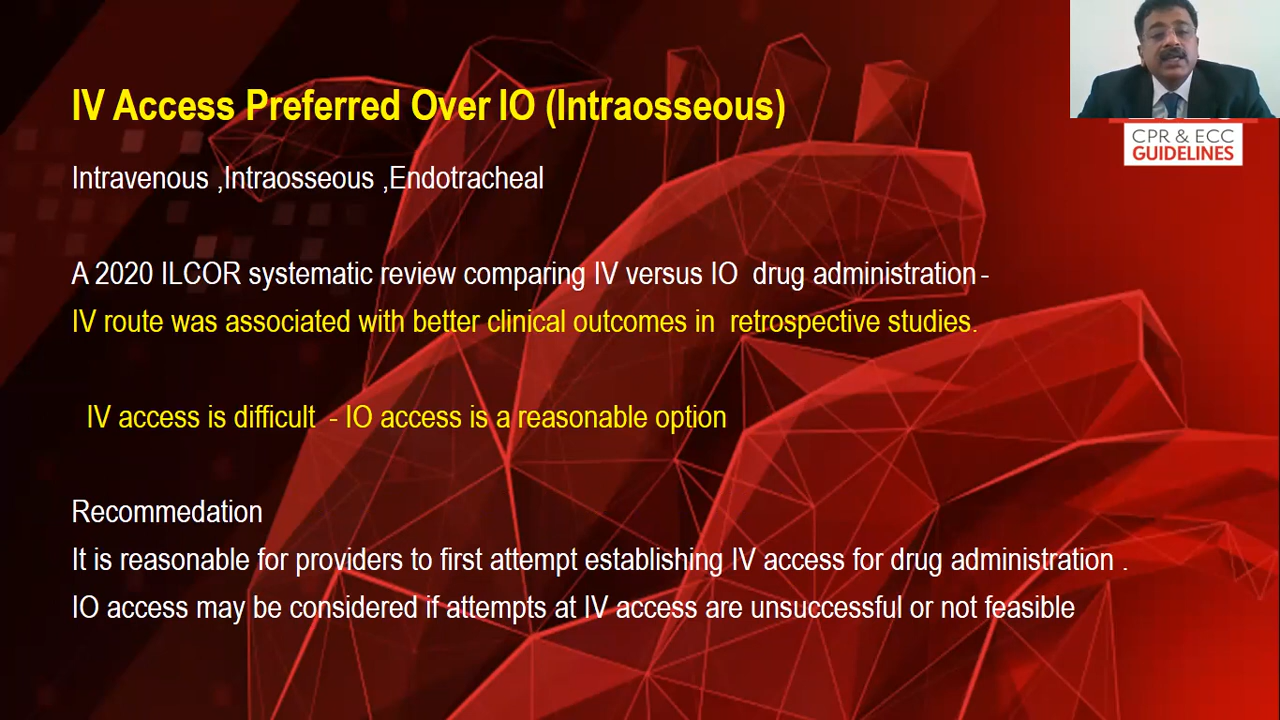 IV Access Preferred Over IO (Intraosseous)
CPR & ECC
GUIDELINES
Intravenous ,Intraosseous ,Endotracheal
A 2020 ILCOR systematic review comparing IV versus IO drug administration -
IV route was associated with better clinical outcomes in retrospective studies.
IV access is difficult - IO access is a reasonable option
Recommedation
It is reasonable for providers to first attempt establishing IV access for drug administration .
IO access may be considered if attempts at IV access are unsuccessful or not feasible